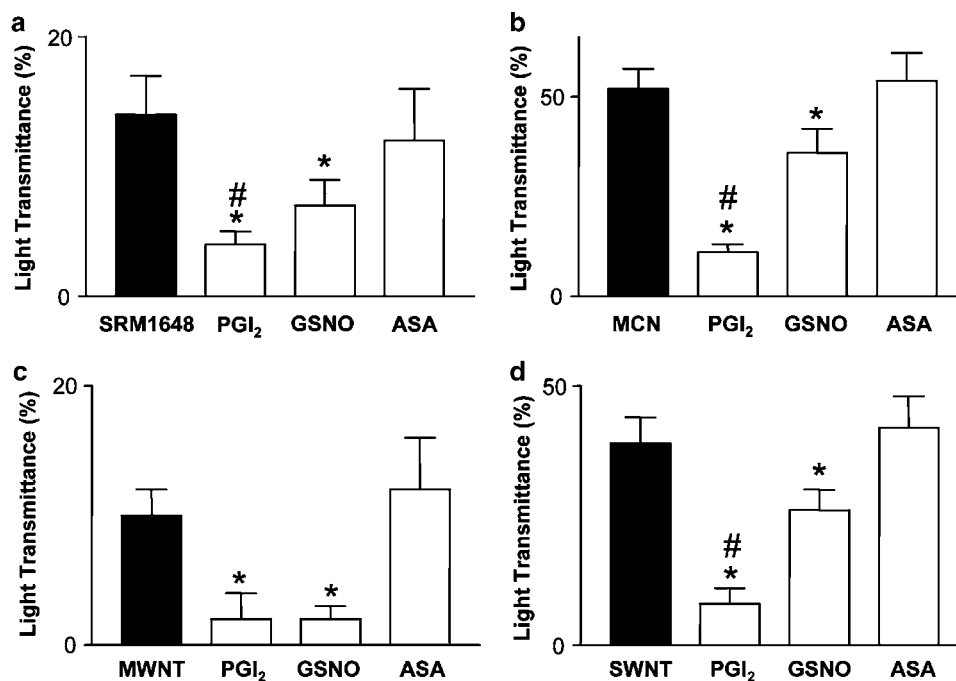 a
Light Transmittance (%)
20
0
#
*
*
SRM1648 PGI₂ GSNO ASA
b
Light Transmittance (%)
50
0
#
*
*
MCN PGI₂ GSNO ASA
c
Light Transmittance (%)
20
0
*
*
MWNT PGI₂ GSNO ASA
d
Light Transmittance (%)
50
0
#
*
*
SWNT PGI₂ GSNO ASA